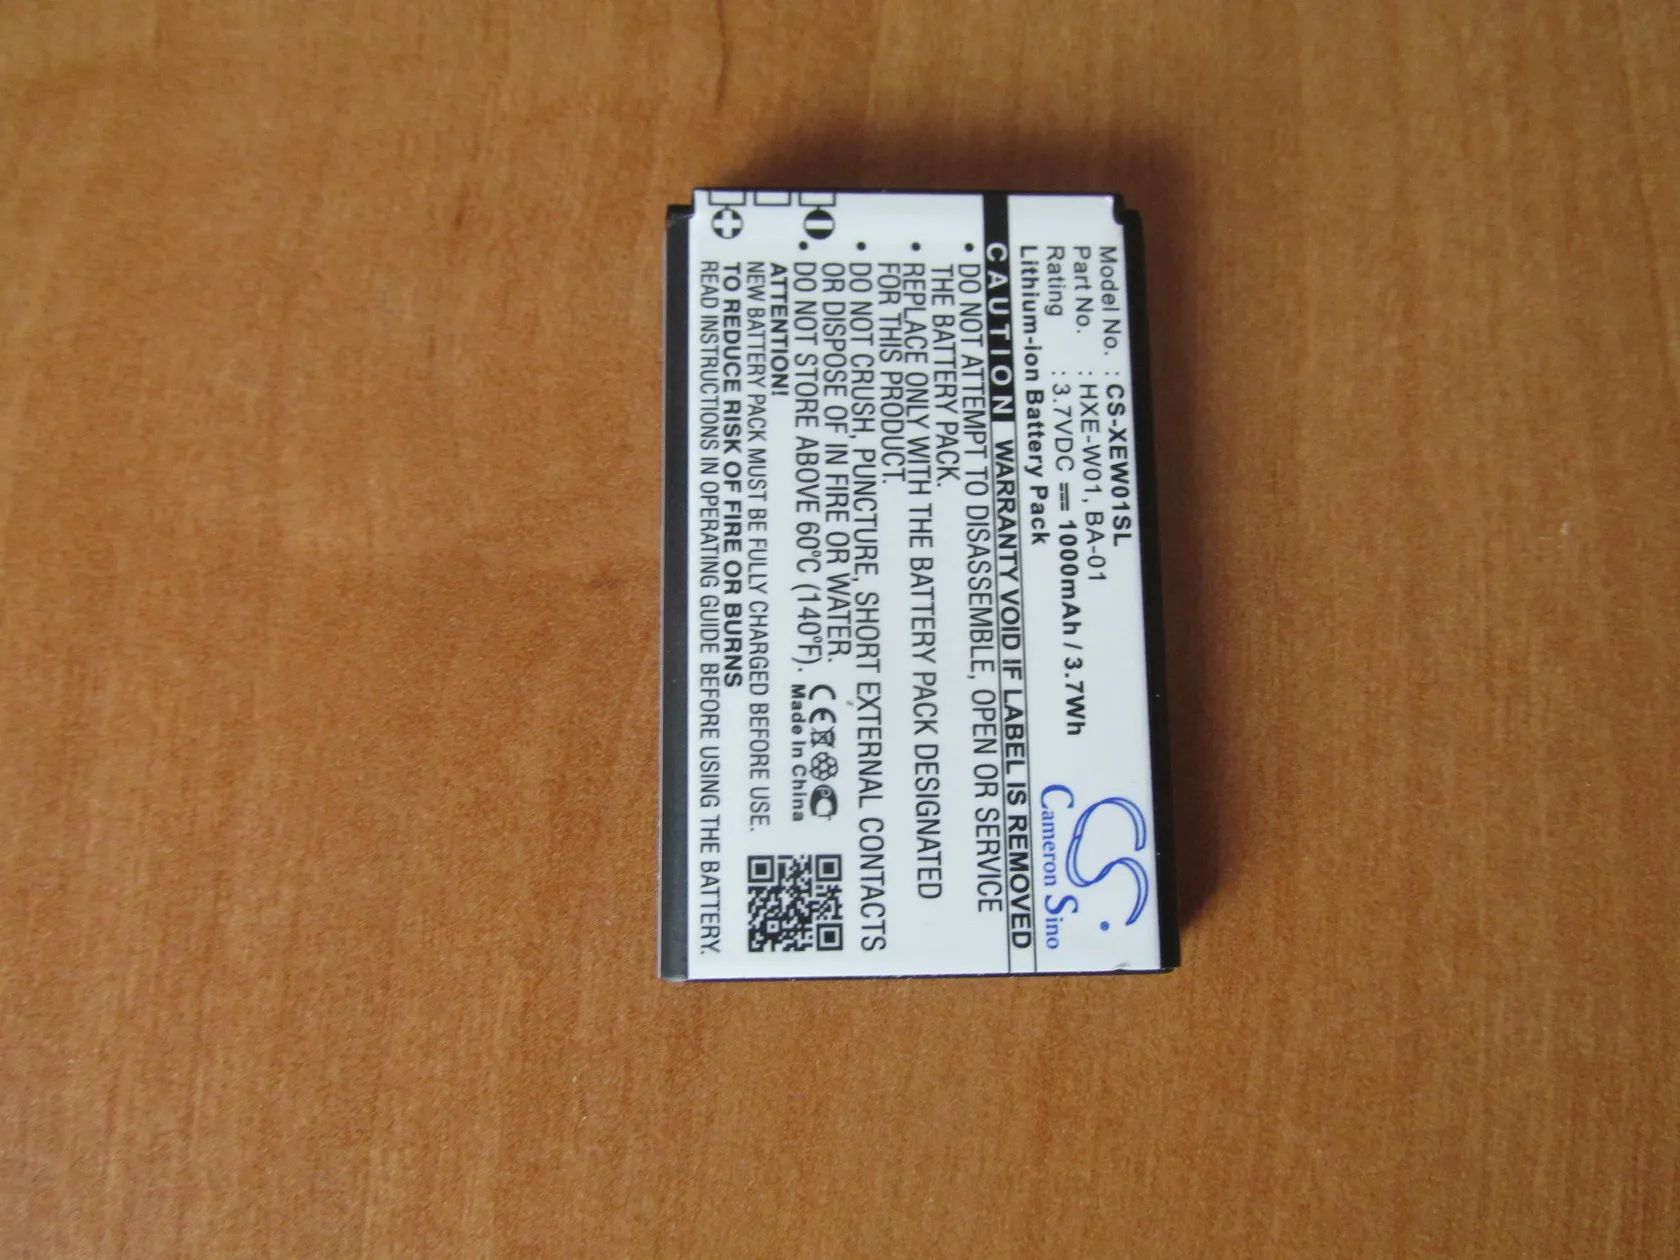 Model No. : CS-XEW01SL
Part No. : HXE-W01, BA-01
Rating : 3.7VDC 1000mAh / 3.7Wh
Lithium-ion Battery Pack
CS
Cameron Sino
CAUTION WARRANTY VOID IF LABEL IS REMOVED
• DO NOT ATTEMPT TO DISASSEMBLE, OPEN OR SERVICE
THE BATTERY PACK.
• REPLACE ONLY WITH THE BATTERY PACK DESIGNATED
FOR THIS PRODUCT.
• DO NOT CRUSH, PUNCTURE, SHORT EXTERNAL CONTACTS
OR DISPOSE OF IN FIRE OR WATER.
• DO NOT STORE ABOVE 60°C (140°F).
CE
Made In China
ATTENTION!
NEW BATTERY PACK MUST BE FULLY CHARGED BEFORE USE.
TO REDUCE RISK OF FIRE OR BURNS
READ INSTRUCTIONS IN OPERATING GUIDE BEFORE USING THE BATTERY.